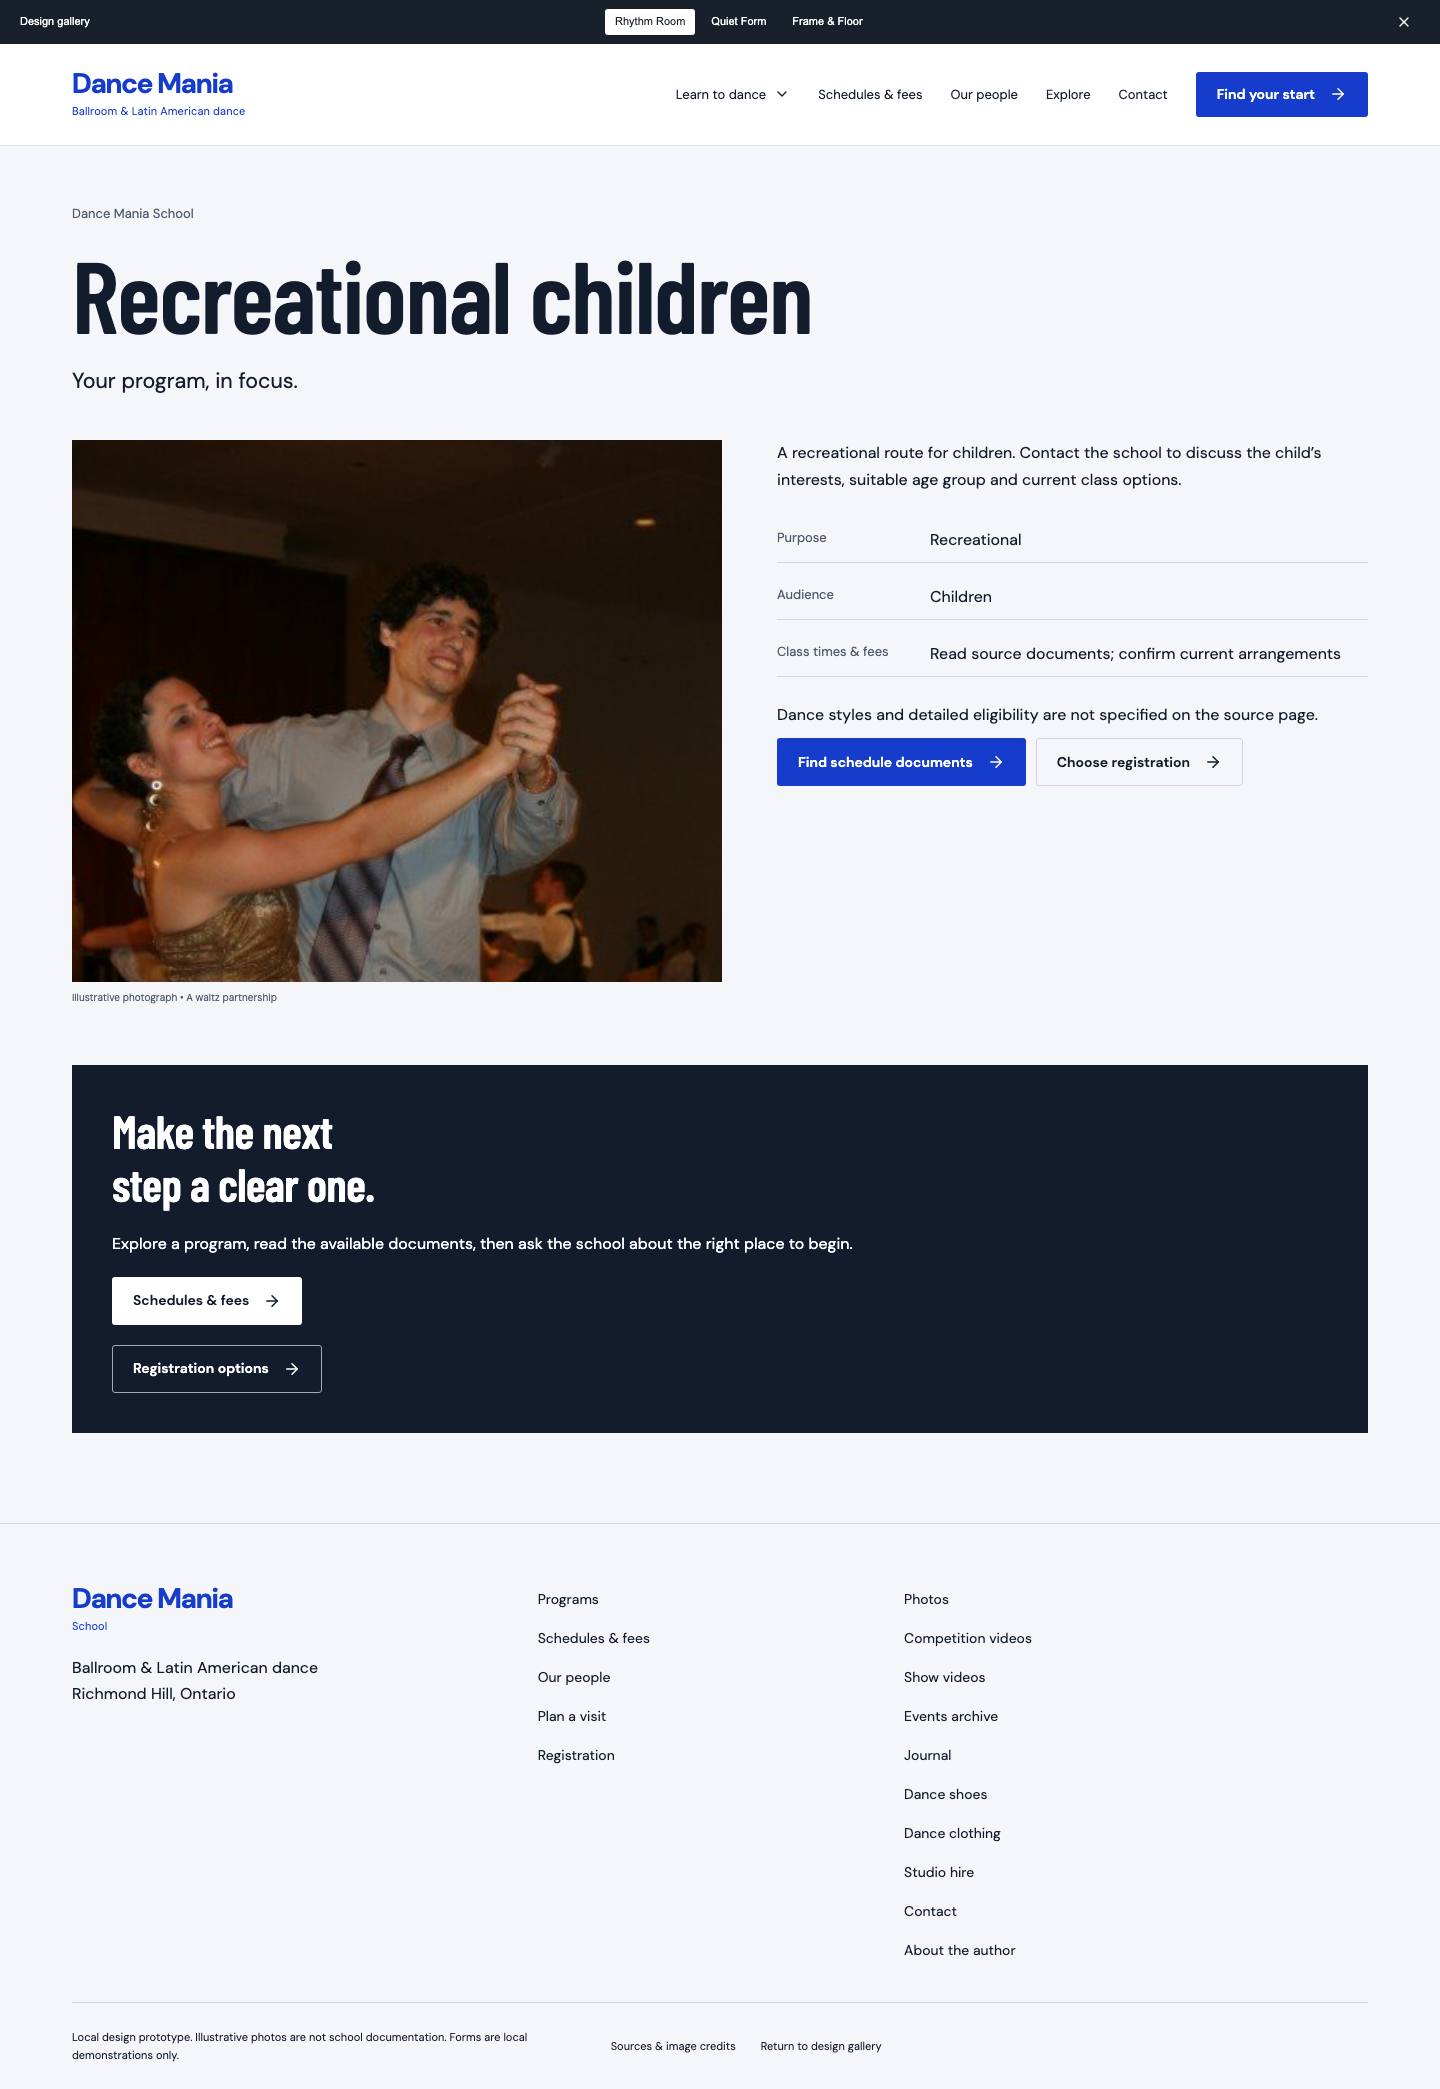 Design gallery
Rhythm Room
Quiet Form
Frame & Floor
Dance Mania
Ballroom & Latin American dance
Learn to dance
Schedules & fees
Our people
Explore
Contact
Find your start
Dance Mania School
Recreational children
Your program, in focus.
A recreational route for children. Contact the school to discuss the child’s
interests, suitable age group and current class options.
Purpose
Recreational
Audience
Children
Class times & fees
Read source documents; confirm current arrangements
Dance styles and detailed eligibility are not specified on the source page.
Find schedule documents
Choose registration
Illustrative photograph • A waltz partnership
Make the next
step a clear one.
Explore a program, read the available documents, then ask the school about the right place to begin.
Schedules & fees
Registration options
Dance Mania
School
Ballroom & Latin American dance
Richmond Hill, Ontario
Programs
Schedules & fees
Our people
Plan a visit
Registration
Photos
Competition videos
Show videos
Events archive
Journal
Dance shoes
Dance clothing
Studio hire
Contact
About the author
Local design prototype. Illustrative photos are not school documentation. Forms are local
demonstrations only.
Sources & image credits
Return to design gallery